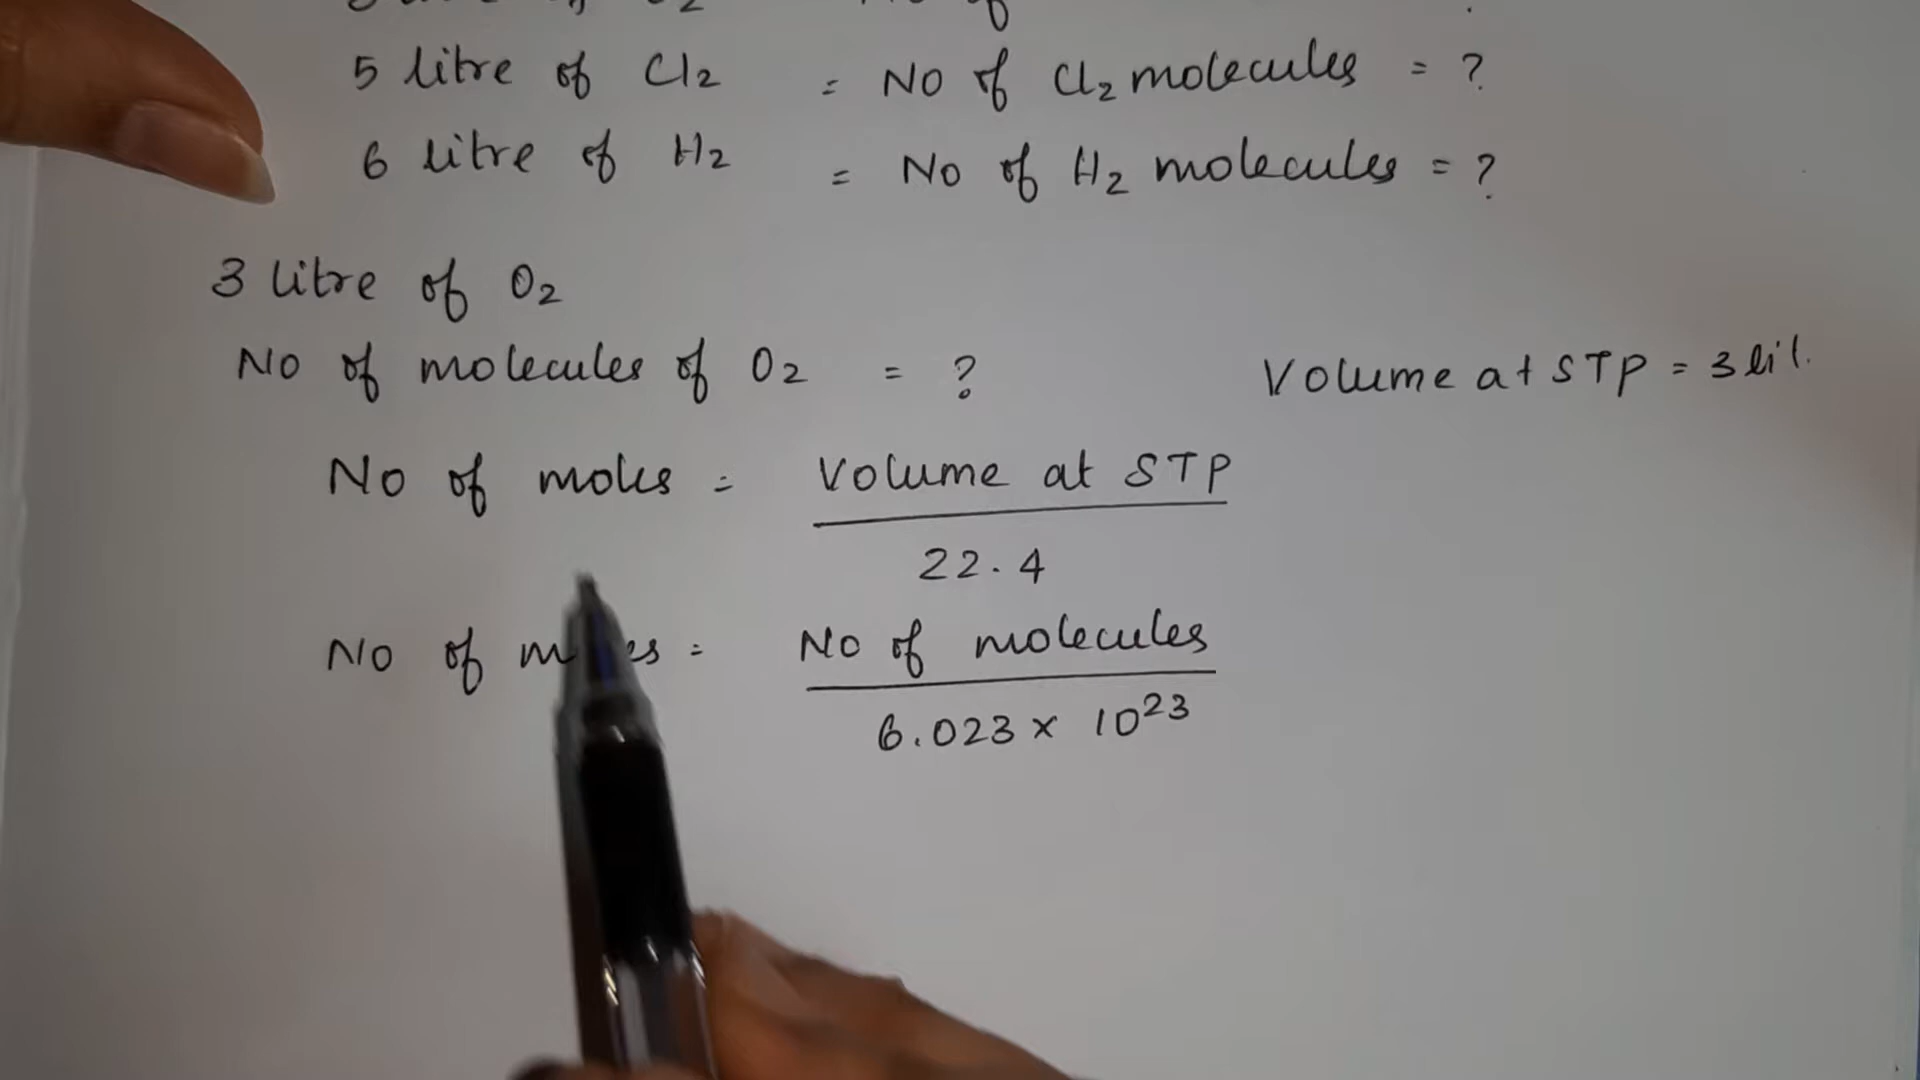 5 litre of Cl2 = No of Cl2 molecules = ?
6 litre of H2 = No of H2 molecules = ?
3 litre of O2
No of molecules of O2 = ?
Volume at STP = 3 lit.
No of moles = Volume at STP
22.4
No of = No of molecules
6.023 x 10^23